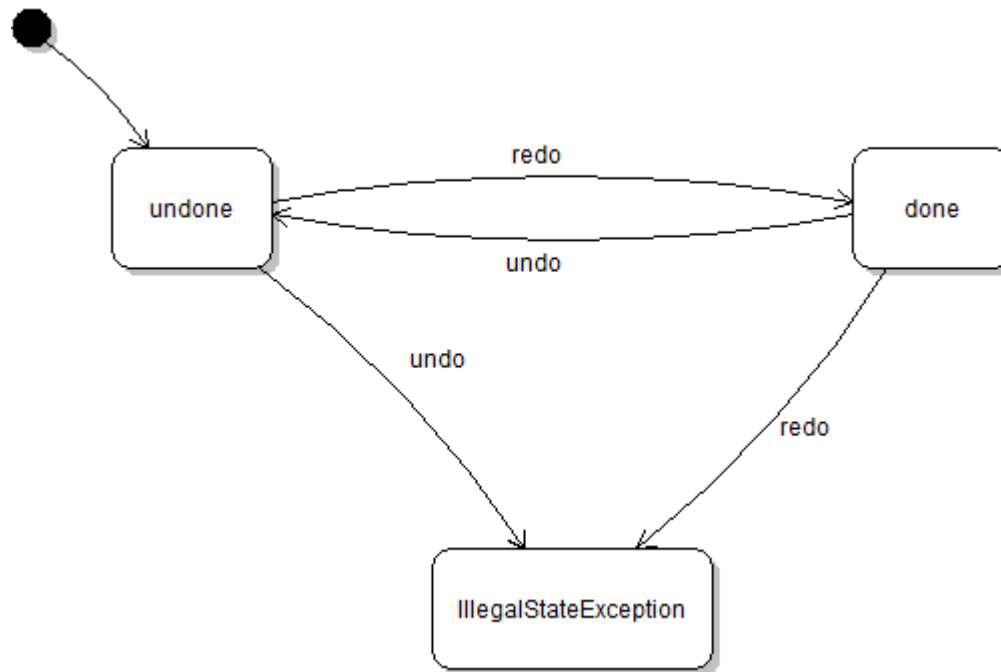 redo
undone
done
undo
undo
redo
IllegalStateException